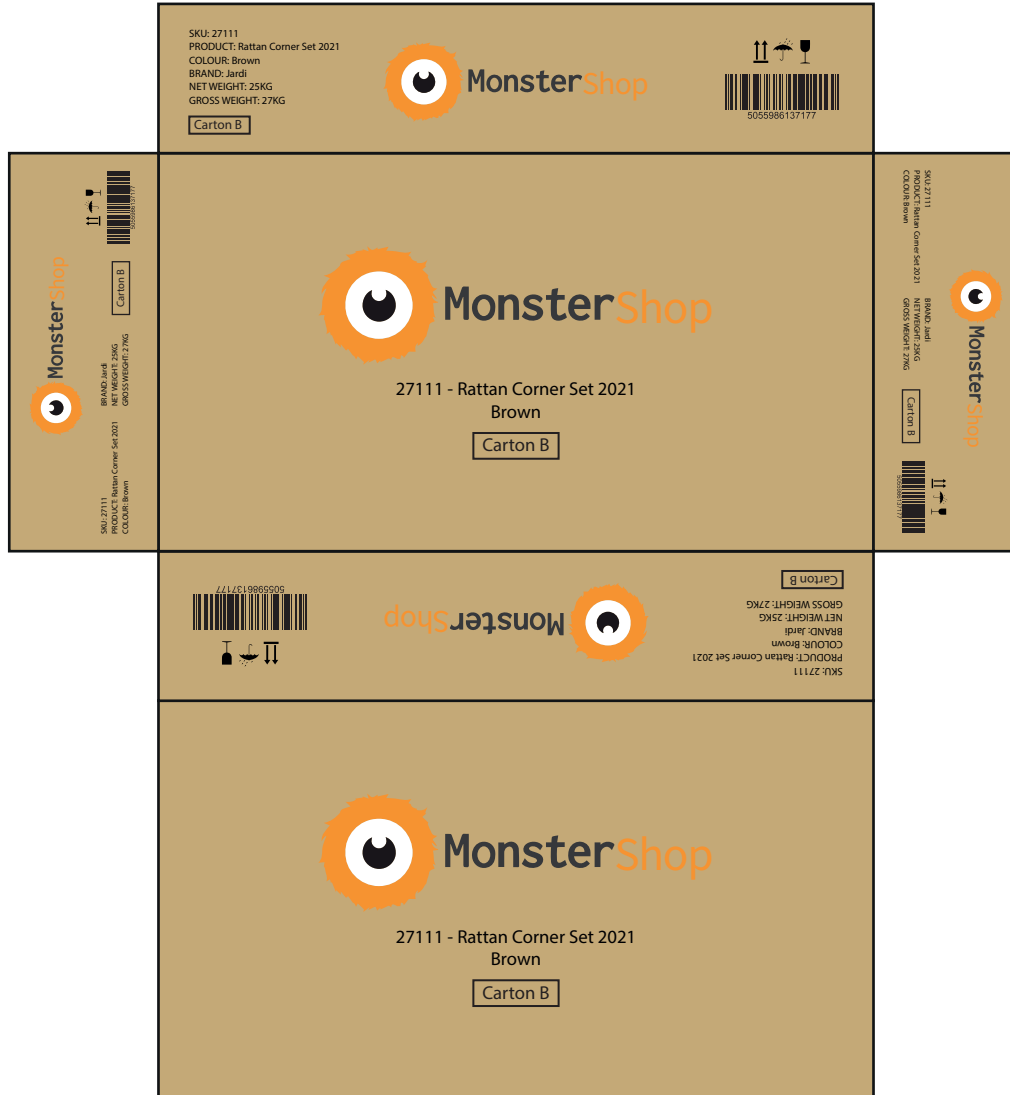 SKU: 27111
PRODUCT: Rattan Corner Set 2021
COLOUR: Brown
BRAND: Jardi
NET WEIGHT: 25KG
GROSS WEIGHT: 27KG
Carton B
MonsterShop
5055986137177
MonsterShop
SKU: 27111
PRODUCT: Rattan Corner Set 2021
COLOUR: Brown
BRAND: Jardi
NET WEIGHT: 25KG
GROSS WEIGHT: 27KG
Carton B
5055986137177
MonsterShop
27111 - Rattan Corner Set 2021
Brown
Carton B
MonsterShop
SKU: 27111
PRODUCT: Rattan Corner Set 2021
COLOUR: Brown
BRAND: Jardi
NET WEIGHT: 25KG
GROSS WEIGHT: 27KG
Carton B
5055986137177
SKU: 27111
PRODUCT: Rattan Corner Set 2021
COLOUR: Brown
BRAND: Jardi
NET WEIGHT: 25KG
GROSS WEIGHT: 27KG
Carton B
MonsterShop
5055986137177
MonsterShop
27111 - Rattan Corner Set 2021
Brown
Carton B